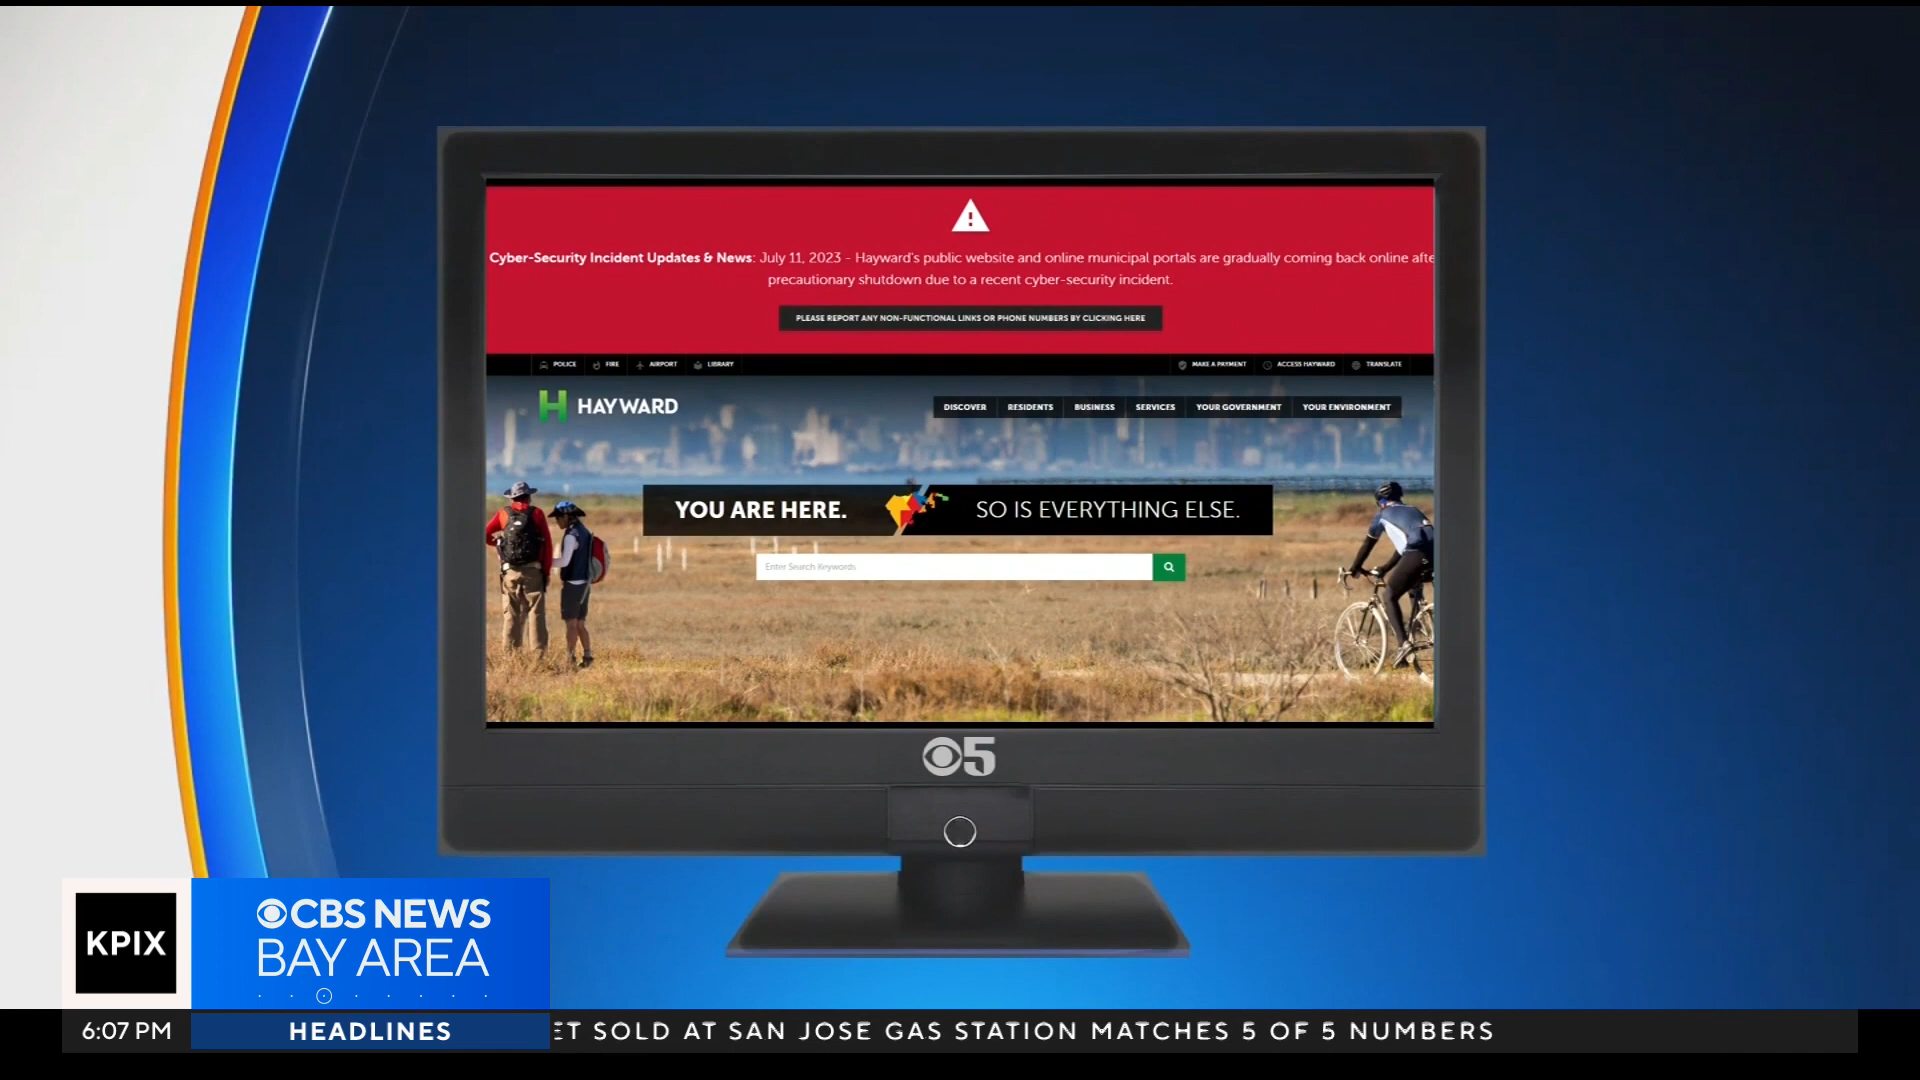 Cyber-Security Incident Updates & News: July 11, 2023 - Hayward's public website and online municipal portals are gradually coming back online afte
precautionary shutdown due to a recent cyber-security incident.
PLEASE REPORT ANY NON-FUNCTIONAL LINKS OR PHONE NUMBERS BY CLICKING HERE
POLICE FIRE AIRPORT LIBRARY MAKE A PAYMENT ACCESS HAYWARD TRANSLATE
H HAYWARD
DISCOVER RESIDENTS BUSINESS SERVICES YOUR GOVERNMENT YOUR ENVIRONMENT
YOU ARE HERE. SO IS EVERYTHING ELSE.
Enter Search Keywords
5
KPIX
CBS NEWS
BAY AREA
6:07 PM HEADLINES ET SOLD AT SAN JOSE GAS STATION MATCHES 5 OF 5 NUMBERS